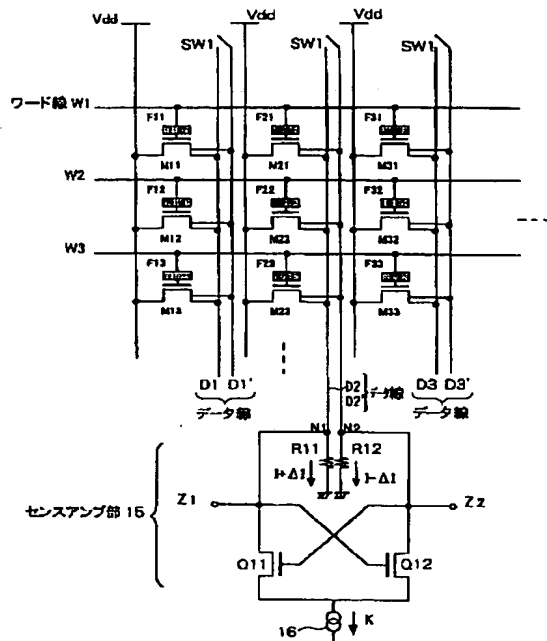 Vdd Vdd Vdd
SW1 SW1 SW1
ワード線 W1
F11 F21 F31
M11 M21 M31
W2
F12 F22 F32
M12 M22 M32
W3
F13 F23 F33
M13 M23 M33
D1 D1' D2 D3 D3'
D2'
データ線 データ線 データ線
N1 N2
R11 R12
I+ΔI I-ΔI
Z1 Z2
センスアンプ部 15
Q11 Q12
16 K